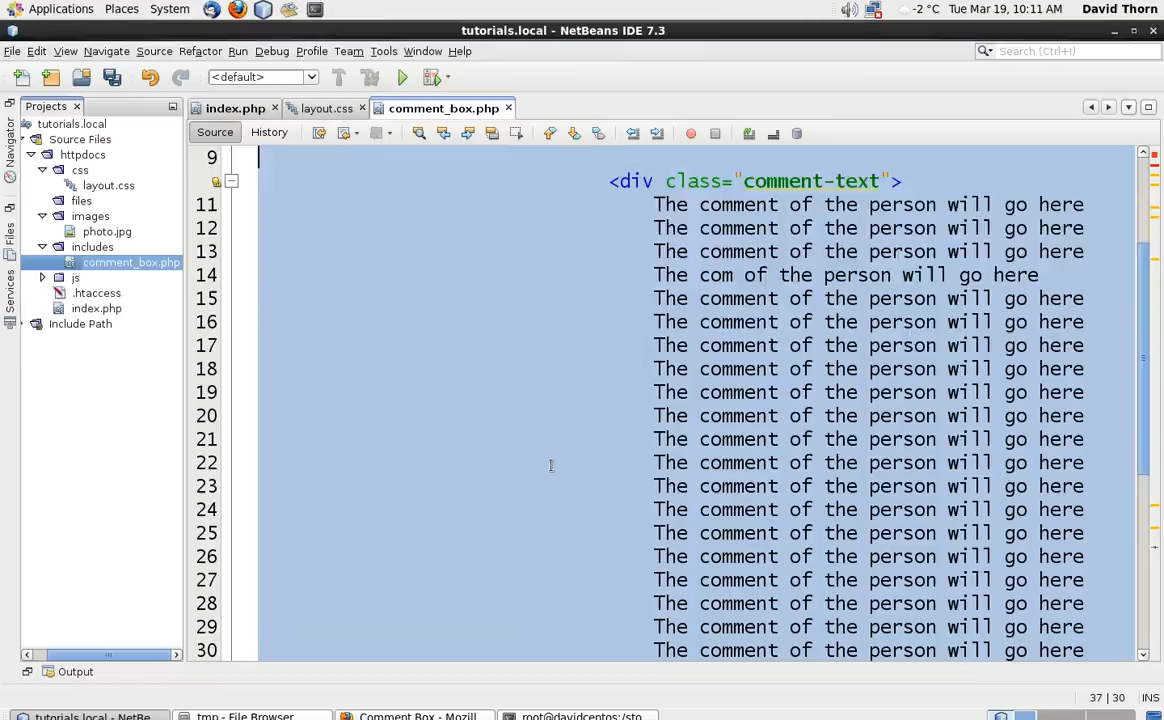 Applications Places System -2 °C Tue Mar 19, 10:11 AM David Thorn
tutorials.local - NetBeans IDE 7.3
File Edit View Navigate Source Refactor Run Debug Profile Team Tools Window Help Search (Ctrl+I)
<default>
Projects index.php layout.css comment_box.php
Navigator
Files
Services
tutorials.local
Source Files
httpdocs
css
layout.css
files
images
photo.jpg
includes
comment_box.php
js
.htaccess
index.php
Include Path
Source History
9
<div class="comment-text">
11 The comment of the person will go here
12 The comment of the person will go here
13 The comment of the person will go here
14 The com of the person will go here
15 The comment of the person will go here
16 The comment of the person will go here
17 The comment of the person will go here
18 The comment of the person will go here
19 The comment of the person will go here
20 The comment of the person will go here
21 The comment of the person will go here
22 The comment of the person will go here
23 The comment of the person will go here
24 The comment of the person will go here
25 The comment of the person will go here
26 The comment of the person will go here
27 The comment of the person will go here
28 The comment of the person will go here
29 The comment of the person will go here
30 The comment of the person will go here
Output
37 | 30 INS
tutorials.local - NetBe... tmp - File Browser Comment Box - Mozill... root@davidcentos:/sto...